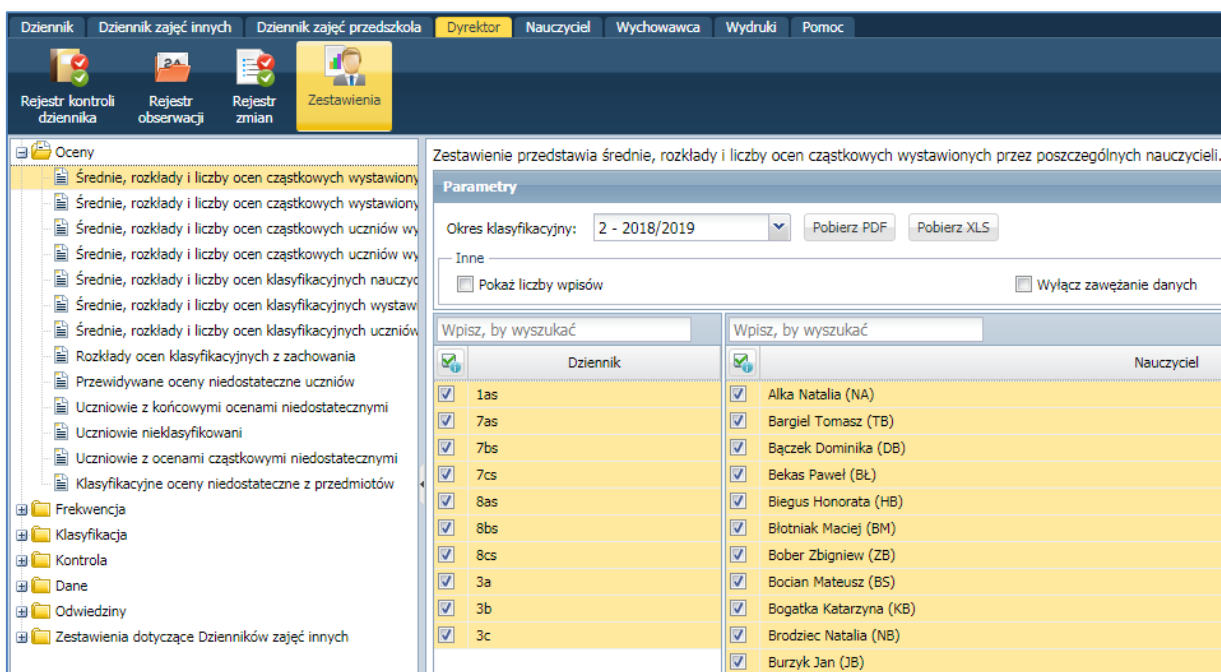 Dziennik Dziennik zajęć innych Dziennik zajęć przedszkola Dyrektor Nauczyciel Wychowawca Wydruki Pomoc
Rejestr kontroli dziennika
Rejestr obserwacji
Rejestr zmian
Zestawienia
Oceny
Średnie, rozkłady i liczby ocen cząstkowych wystawiony
Średnie, rozkłady i liczby ocen cząstkowych wystawiony
Średnie, rozkłady i liczby ocen cząstkowych uczniów wy
Średnie, rozkłady i liczby ocen cząstkowych uczniów wy
Średnie, rozkłady i liczby ocen klasyfikacyjnych nauczyc
Średnie, rozkłady i liczby ocen klasyfikacyjnych wystawi
Średnie, rozkłady i liczby ocen klasyfikacyjnych uczniów
Rozkłady ocen klasyfikacyjnych z zachowania
Przewidywane oceny niedostateczne uczniów
Uczniowie z końcowymi ocenami niedostatecznymi
Uczniowie nieklasyfikowani
Uczniowie z ocenami cząstkowymi niedostatecznymi
Klasyfikacyjne oceny niedostateczne z przedmiotów
Frekwencja
Klasyfikacja
Kontrola
Dane
Odwiedziny
Zestawienia dotyczące Dzienników zajęć innych
Zestawienie przedstawia średnie, rozkłady i liczby ocen cząstkowych wystawionych przez poszczególnych nauczycieli.
Parametry
Okres klasyfikacyjny: 2 - 2018/2019 Pobierz PDF Pobierz XLS
Inne
Pokaż liczby wpisów Wyłącz zawężanie danych
Wpisz, by wyszukać Wpisz, by wyszukać
Dziennik Nauczyciel
1as Alka Natalia (NA)
7as Bargiel Tomasz (TB)
7bs Bączek Dominika (DB)
7cs Bekas Paweł (BŁ)
8as Biegus Honorata (HB)
8bs Błotniak Maciej (BM)
8cs Bober Zbigniew (ZB)
3a Bocian Mateusz (BS)
3b Bogatka Katarzyna (KB)
3c Brodziec Natalia (NB)
Burzyk Jan (JB)